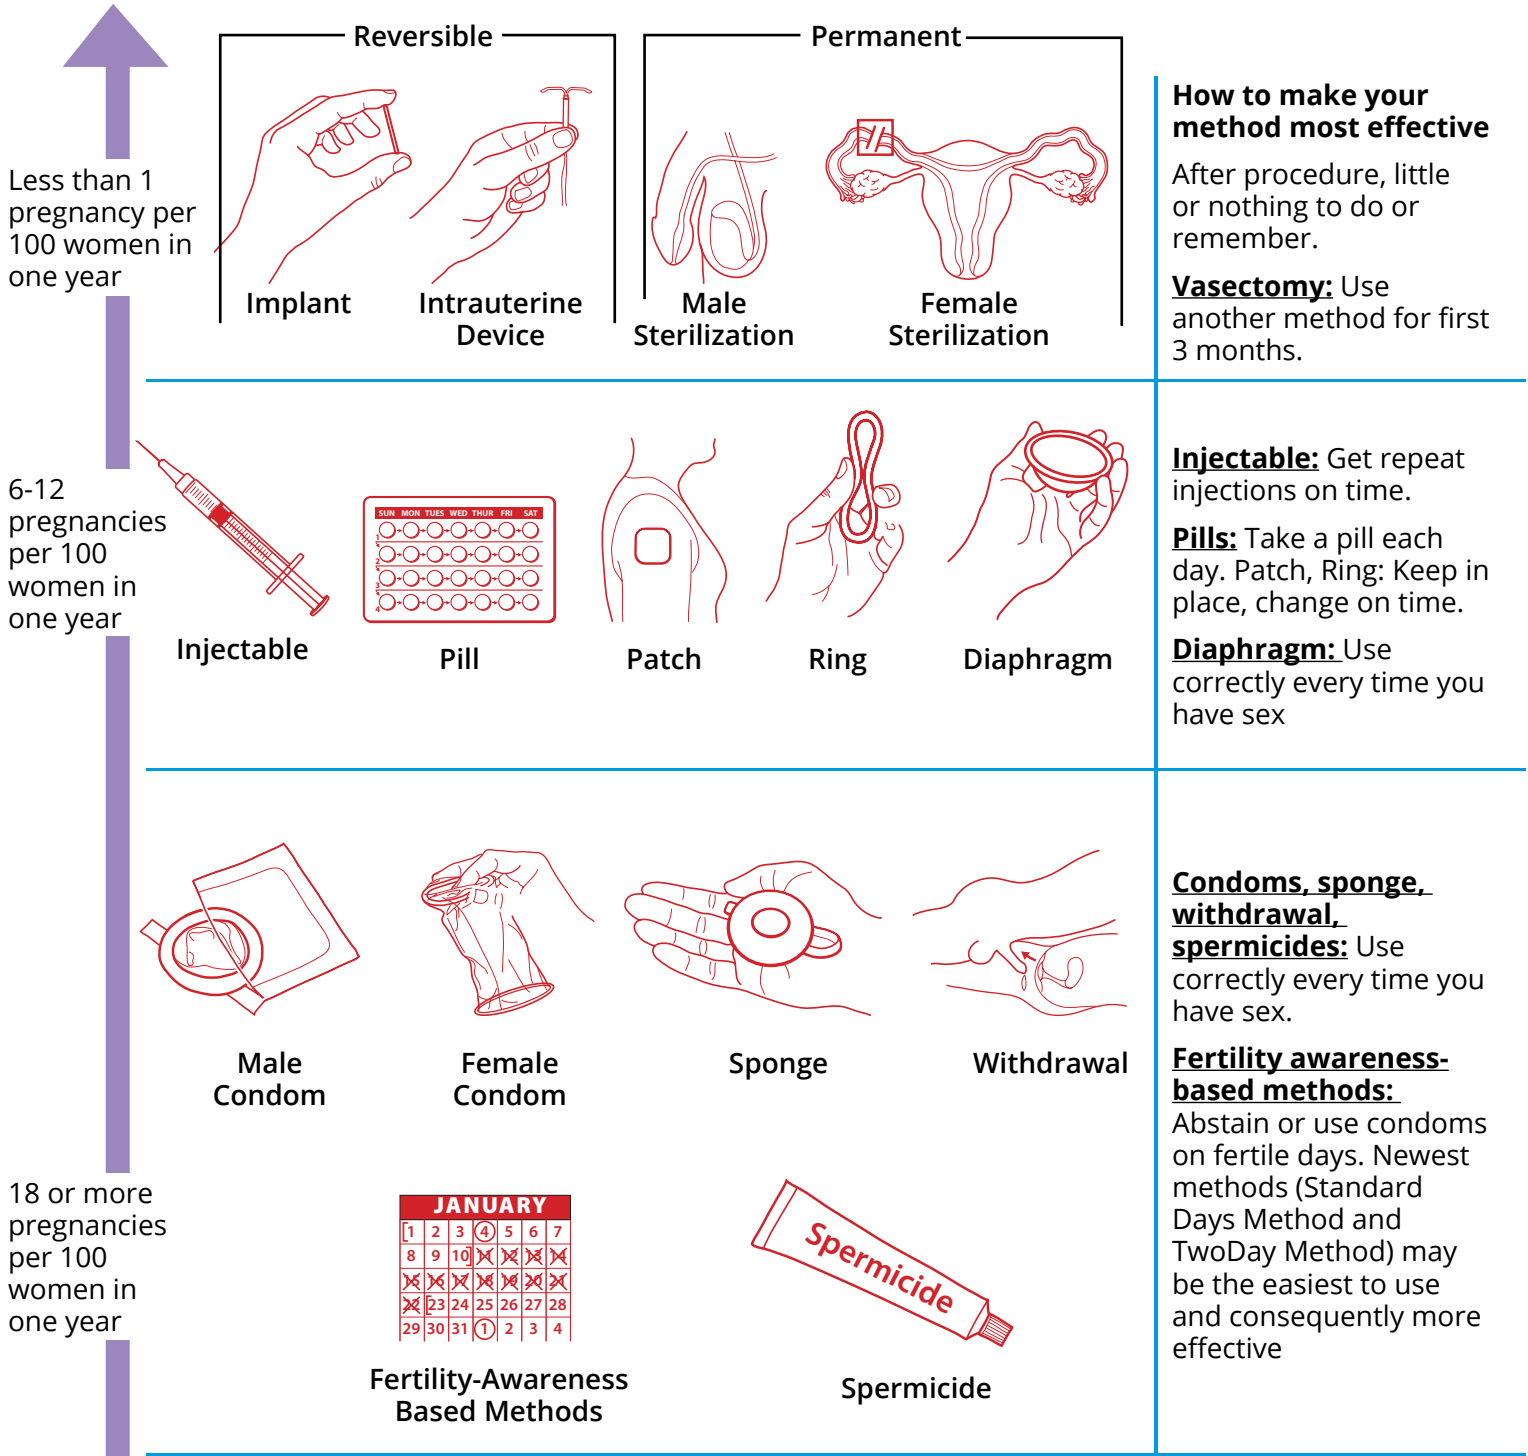 Reversible
Permanent
Less than 1
pregnancy per
100 women in
one year
Implant
Intrauterine
Device
Male
Sterilization
Female
Sterilization
How to make your
method most effective
After procedure, little
or nothing to do or
remember.
Vasectomy: Use
another method for first
3 months.
6-12
pregnancies
per 100
women in
one year
SUN MON TUES WED THUR FRI SAT
1
2
3
4
Injectable
Pill
Patch
Ring
Diaphragm
Injectable: Get repeat
injections on time.
Pills: Take a pill each
day. Patch, Ring: Keep in
place, change on time.
Diaphragm: Use
correctly every time you
have sex
Male
Condom
Female
Condom
Sponge
Withdrawal
18 or more
pregnancies
per 100
women in
one year
JANUARY
[1 2 3 4 5 6 7
8 9 10] 11 12 13 14
15 16 17 18 19 20 21
22 [23 24 25 26 27 28
29 30 31 1 2 3 4
Fertility-Awareness
Based Methods
Spermicide
Spermicide
Condoms, sponge,
withdrawal,
spermicides: Use
correctly every time you
have sex.
Fertility awareness-
based methods:
Abstain or use condoms
on fertile days. Newest
methods (Standard
Days Method and
TwoDay Method) may
be the easiest to use
and consequently more
effective